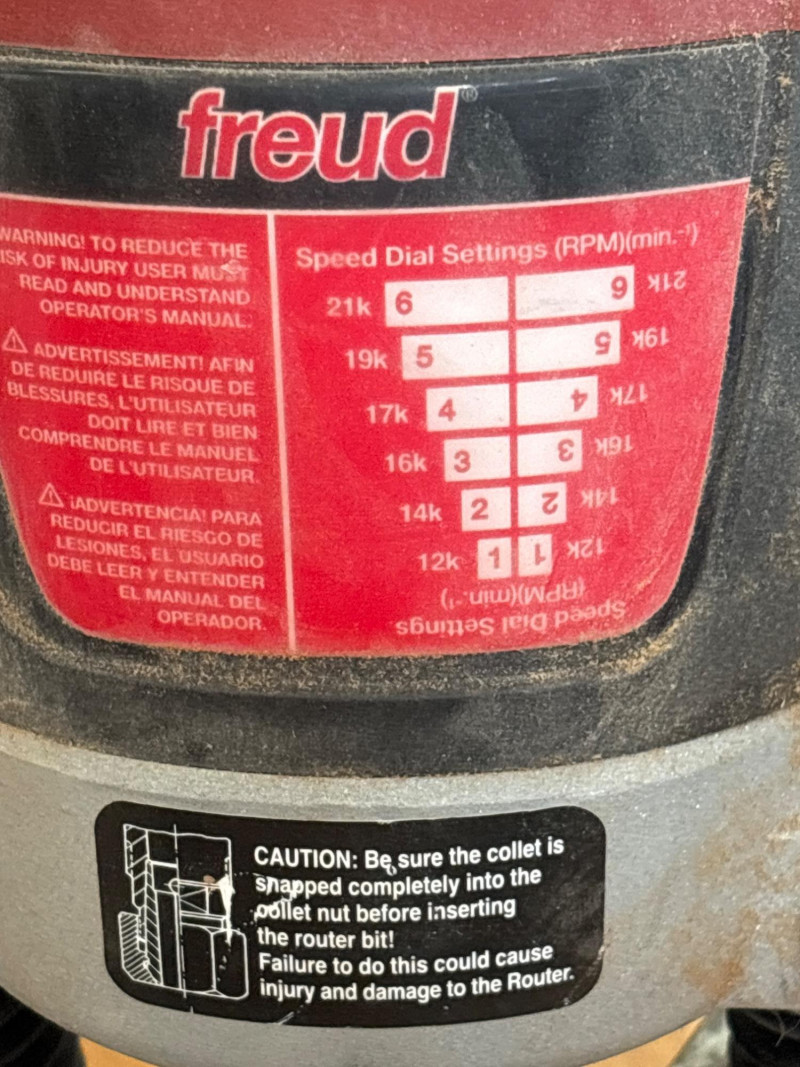 freud®
WARNING! TO REDUCE THE
RISK OF INJURY USER MUST
READ AND UNDERSTAND
OPERATOR'S MANUAL.
⚠ ADVERTISSEMENT! AFIN
DE REDUIRE LE RISQUE DE
BLESSURES, L'UTILISATEUR
DOIT LIRE ET BIEN
COMPRENDRE LE MANUEL
DE L'UTILISATEUR.
⚠ ¡ADVERTENCIA! PARA
REDUCIR EL RIESGO DE
LESIONES, EL USUARIO
DEBE LEER Y ENTENDER
EL MANUAL DEL
OPERADOR.
Speed Dial Settings (RPM)(min.⁻¹)
21k 6 6 21k
19k 5 5 19k
17k 4 4 17k
16k 3 3 16k
14k 2 2 14k
12k 1 1 12k
Speed Dial Settings
(RPM)(min.⁻¹)
CAUTION: Be sure the collet is
snapped completely into the
collet nut before inserting
the router bit!
Failure to do this could cause
injury and damage to the Router.